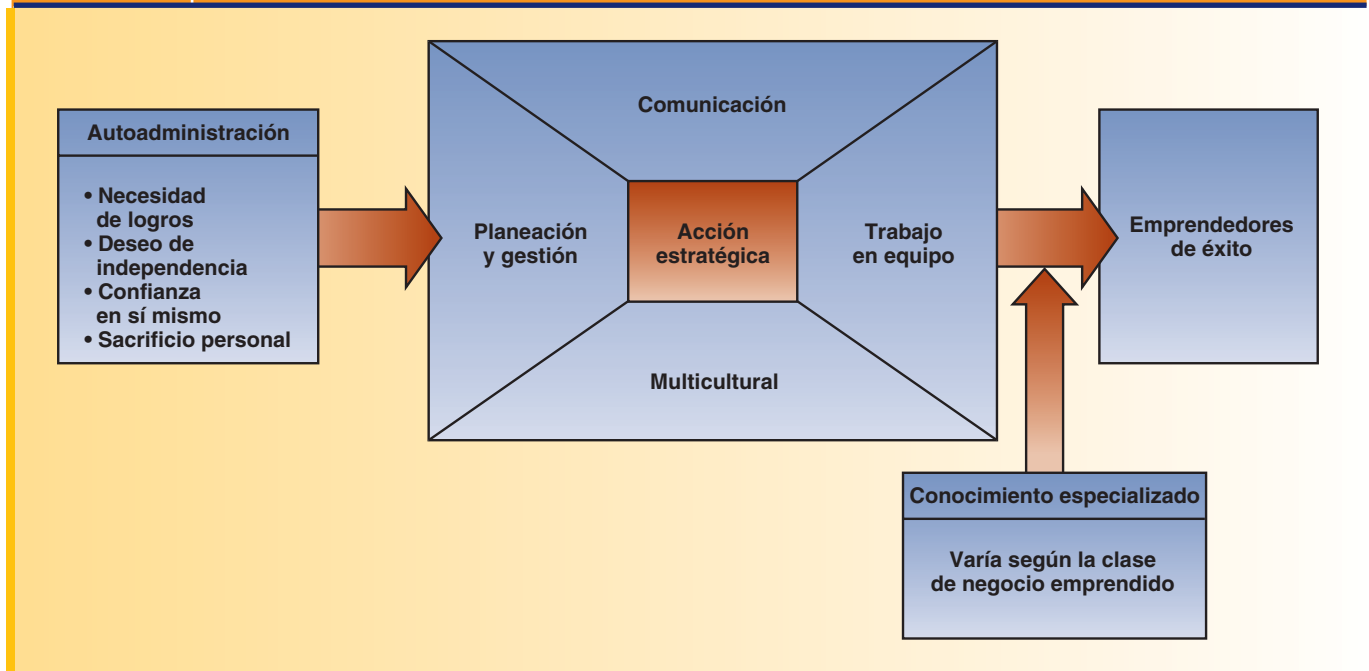 Autoadministración
• Necesidad
de logros
• Deseo de
independencia
• Confianza
en sí mismo
• Sacrificio personal
Comunicación
Planeación
y gestión
Acción
estratégica
Trabajo
en equipo
Multicultural
Emprendedores
de éxito
Conocimiento especializado
Varía según la clase
de negocio emprendido